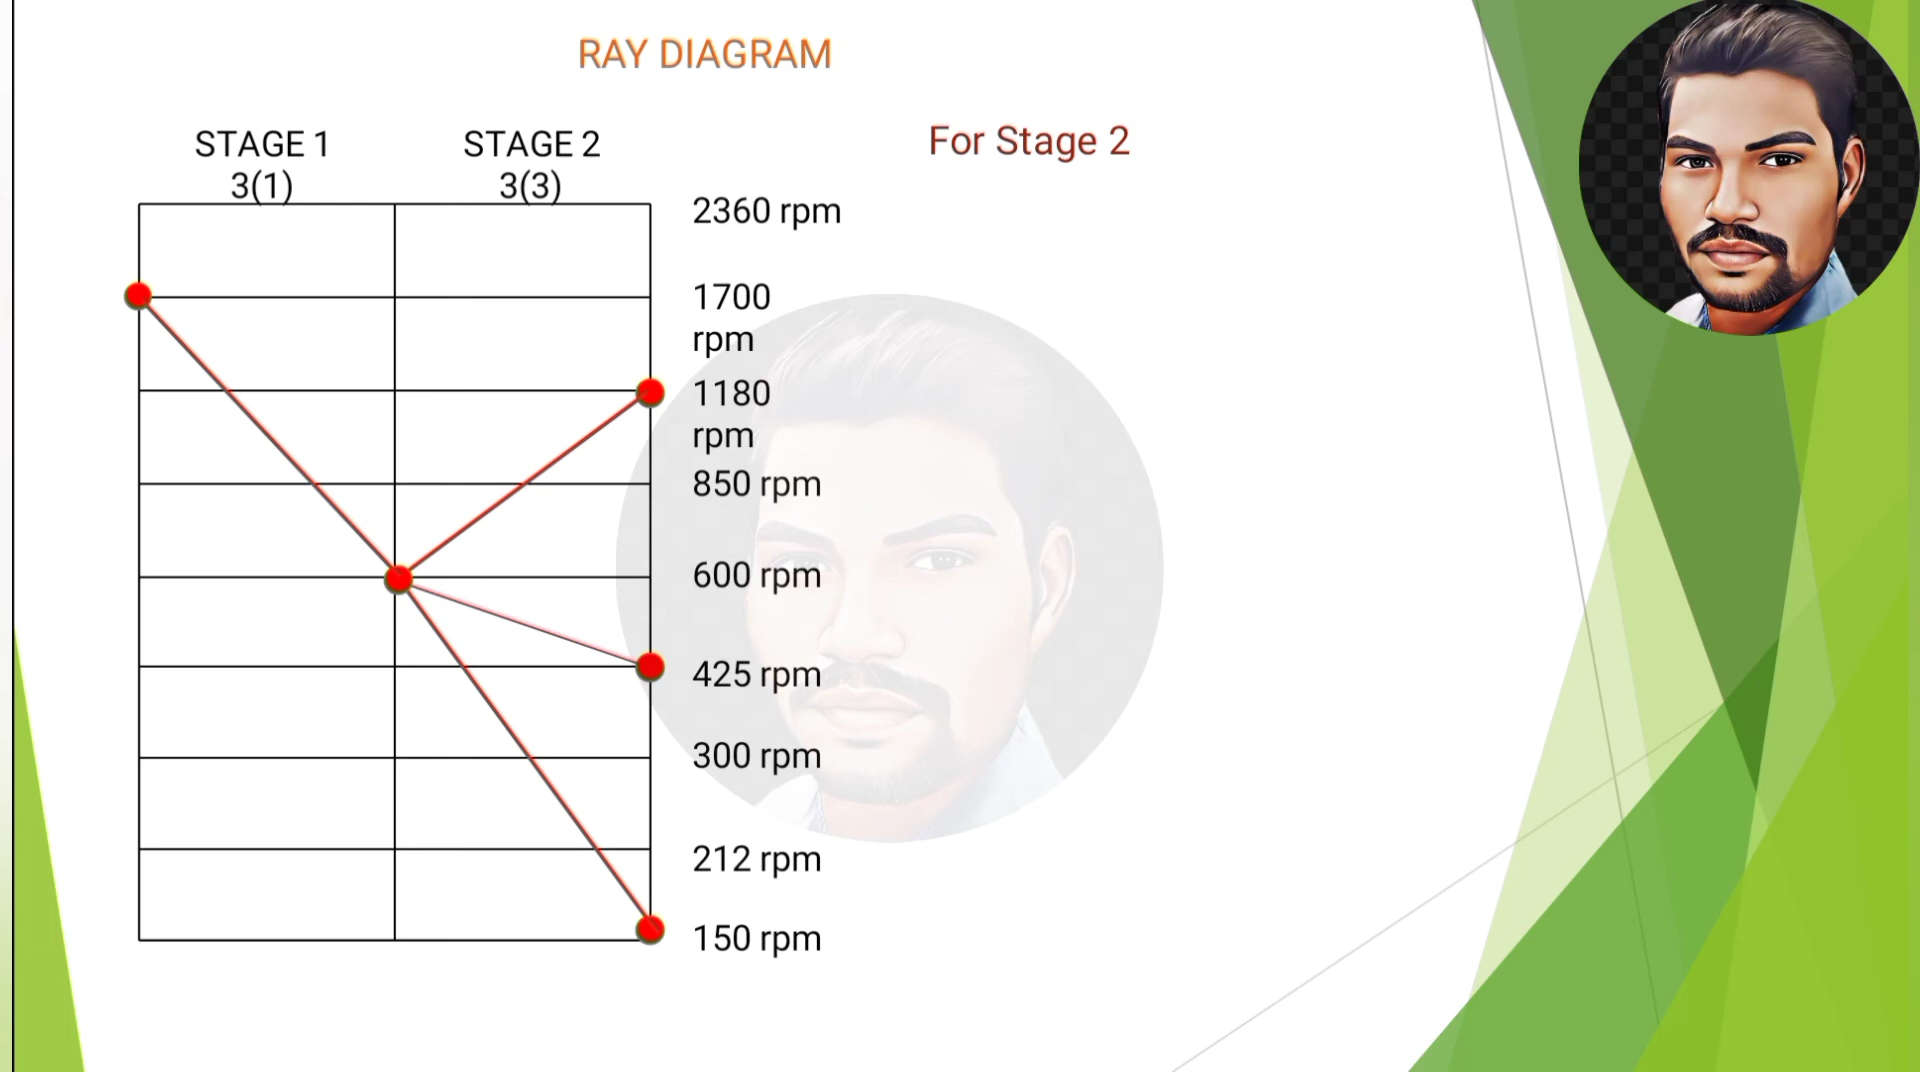 RAY DIAGRAM
STAGE 1
3(1)
STAGE 2
3(3)
For Stage 2
2360 rpm
1700
rpm
1180
rpm
850 rpm
600 rpm
425 rpm
300 rpm
212 rpm
150 rpm